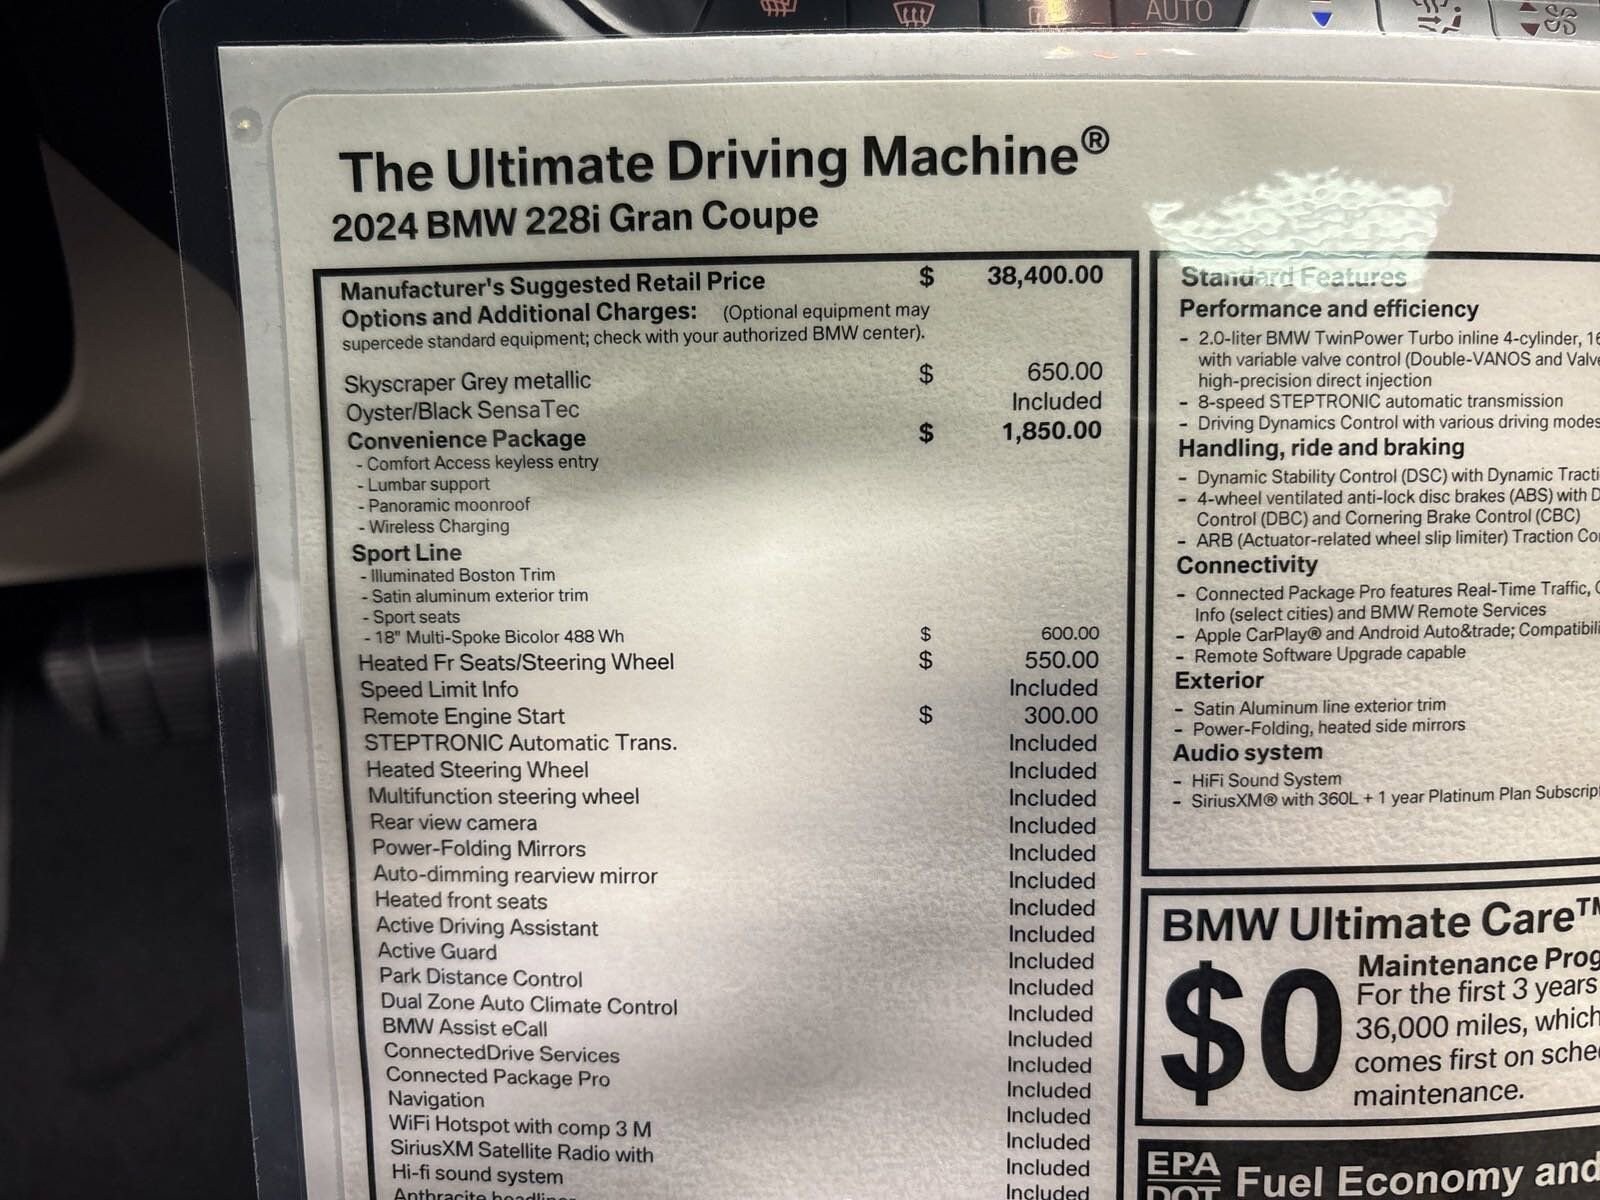 AUTO
The Ultimate Driving Machine®
2024 BMW 228i Gran Coupe
Manufacturer's Suggested Retail Price $ 38,400.00
Options and Additional Charges: (Optional equipment may
supercede standard equipment; check with your authorized BMW center).
Skyscraper Grey metallic $ 650.00
Oyster/Black SensaTec Included
Convenience Package $ 1,850.00
- Comfort Access keyless entry
- Lumbar support
- Panoramic moonroof
- Wireless Charging
Sport Line
- Illuminated Boston Trim
- Satin aluminum exterior trim
- Sport seats
- 18" Multi-Spoke Bicolor 488 Wh $ 600.00
Heated Fr Seats/Steering Wheel $ 550.00
Speed Limit Info Included
Remote Engine Start $ 300.00
STEPTRONIC Automatic Trans. Included
Heated Steering Wheel Included
Multifunction steering wheel Included
Rear view camera Included
Power-Folding Mirrors Included
Auto-dimming rearview mirror Included
Heated front seats Included
Active Driving Assistant Included
Active Guard Included
Park Distance Control Included
Dual Zone Auto Climate Control Included
BMW Assist eCall Included
ConnectedDrive Services Included
Connected Package Pro Included
Navigation Included
WiFi Hotspot with comp 3 M Included
SiriusXM Satellite Radio with Included
Hi-fi sound system Included
Anthracite Included
Standard Features
Performance and efficiency
- 2.0-liter BMW TwinPower Turbo inline 4-cylinder, 16
with variable valve control (Double-VANOS and Valve
high-precision direct injection
- 8-speed STEPTRONIC automatic transmission
- Driving Dynamics Control with various driving modes
Handling, ride and braking
- Dynamic Stability Control (DSC) with Dynamic Tracti
- 4-wheel ventilated anti-lock disc brakes (ABS) with D
Control (DBC) and Cornering Brake Control (CBC)
- ARB (Actuator-related wheel slip limiter) Traction Co
Connectivity
- Connected Package Pro features Real-Time Traffic,
Info (select cities) and BMW Remote Services
- Apple CarPlay® and Android Auto&trade; Compatibili
- Remote Software Upgrade capable
Exterior
- Satin Aluminum line exterior trim
- Power-Folding, heated side mirrors
Audio system
- HiFi Sound System
- SiriusXM® with 360L + 1 year Platinum Plan Subscrip
BMW Ultimate Care™
$0
Maintenance Prog
For the first 3 years
36,000 miles, which
comes first on sche
maintenance.
EPA
DOT
Fuel Economy and